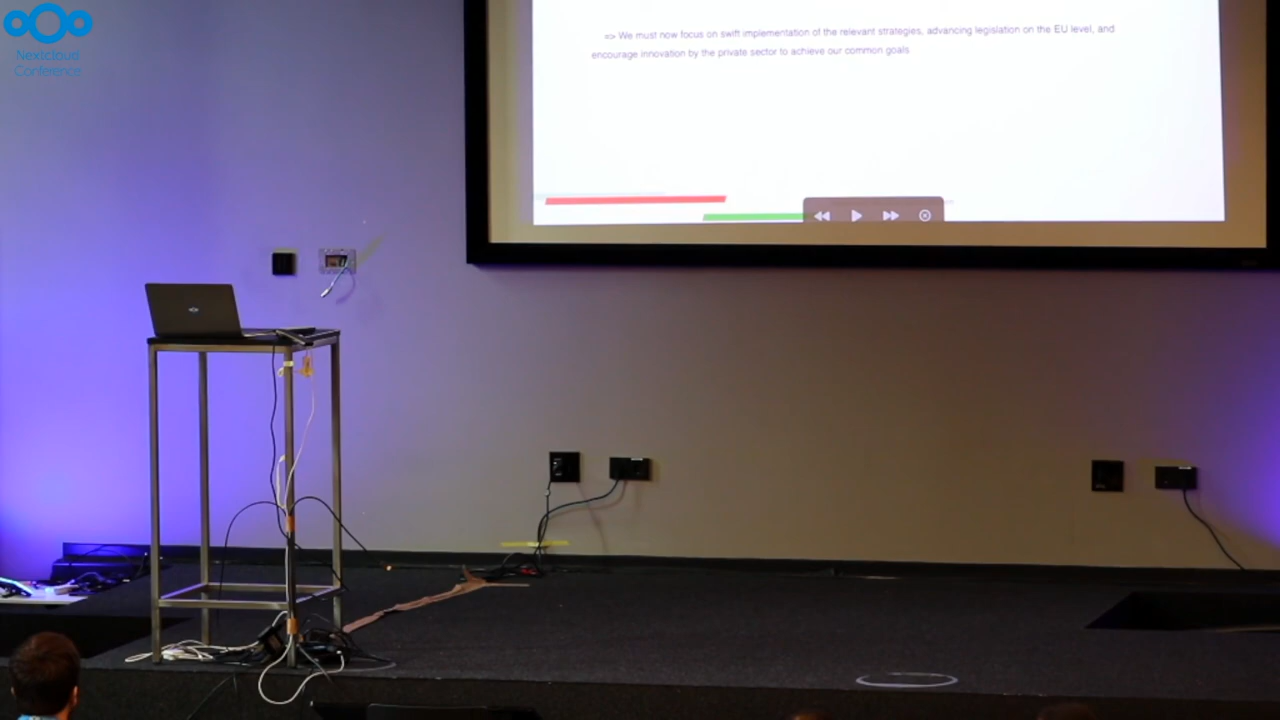 Nextcloud
Conference
=> We must now focus on swift implementation of the relevant strategies, advancing legislation on the EU level, and
encourage innovation by the private sector to achieve our common goals